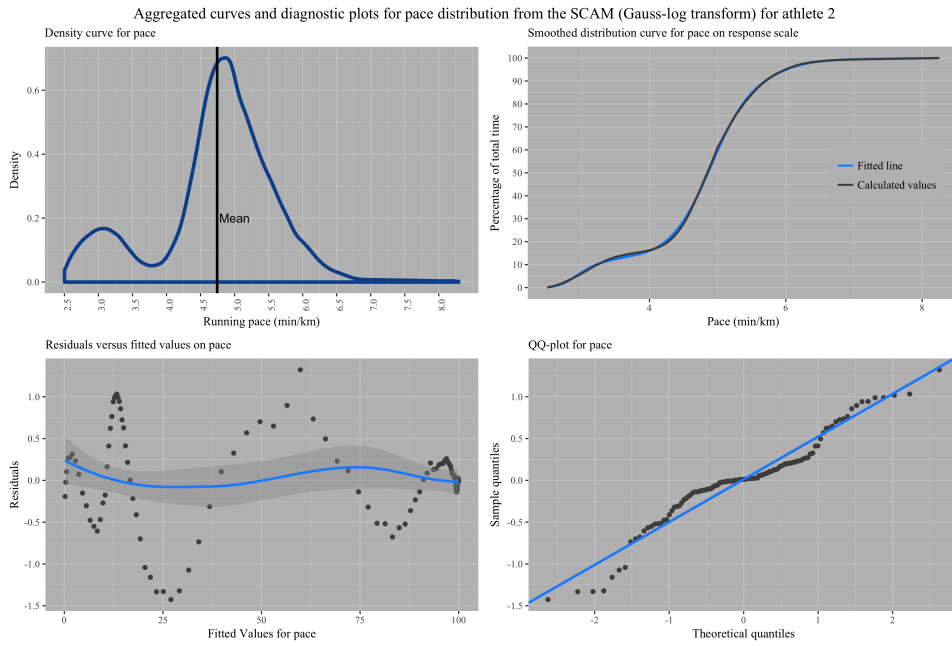 Aggregated curves and diagnostic plots for pace distribution from the SCAM (Gauss-log transform) for athlete 2
Density curve for pace
Density
0.6
0.4
0.2
0.0
Mean
2.5 3.0 3.5 4.0 4.5 5.0 5.5 6.0 6.5 7.0 7.5 8.0
Running pace (min/km)
Smoothed distribution curve for pace on response scale
Percentage of total time
100
90
80
70
60
50
40
30
20
10
0
Fitted line
Calculated values
4 6 8
Pace (min/km)
Residuals versus fitted values on pace
Residuals
1.0
0.5
0.0
-0.5
-1.0
-1.5
0 25 50 75 100
Fitted Values for pace
QQ-plot for pace
Sample quantiles
1.0
0.5
0.0
-0.5
-1.0
-1.5
-2 -1 0 1 2
Theoretical quantiles